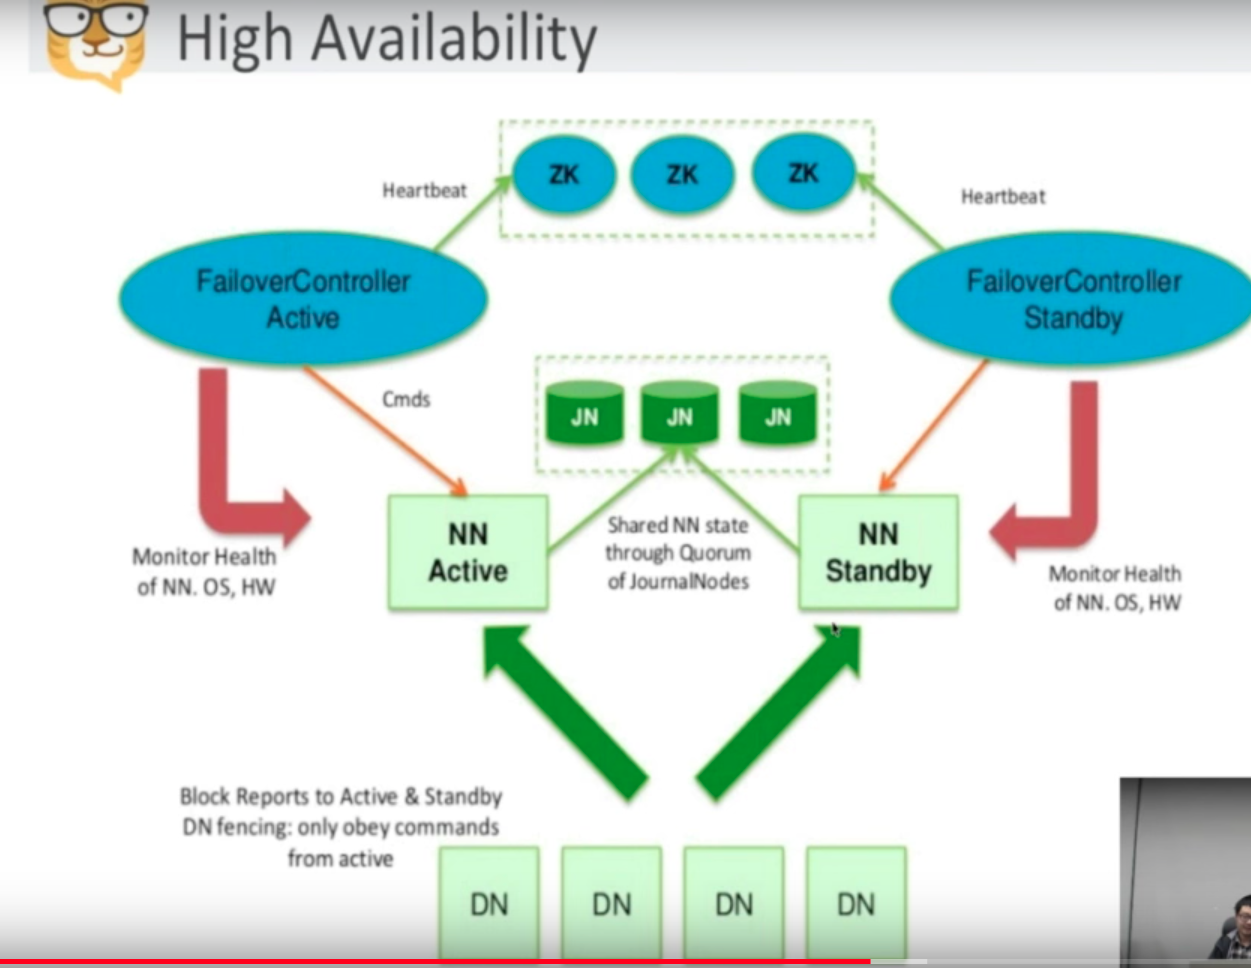 High Availability
ZK
ZK
ZK
Heartbeat
Heartbeat
FailoverController
Active
FailoverController
Standby
Cmds
JN
JN
JN
NN
Active
Shared NN state
through Quorum
of JournalNodes
NN
Standby
Monitor Health
of NN. OS, HW
Monitor Health
of NN. OS, HW
Block Reports to Active & Standby
DN fencing: only obey commands
from active
DN
DN
DN
DN